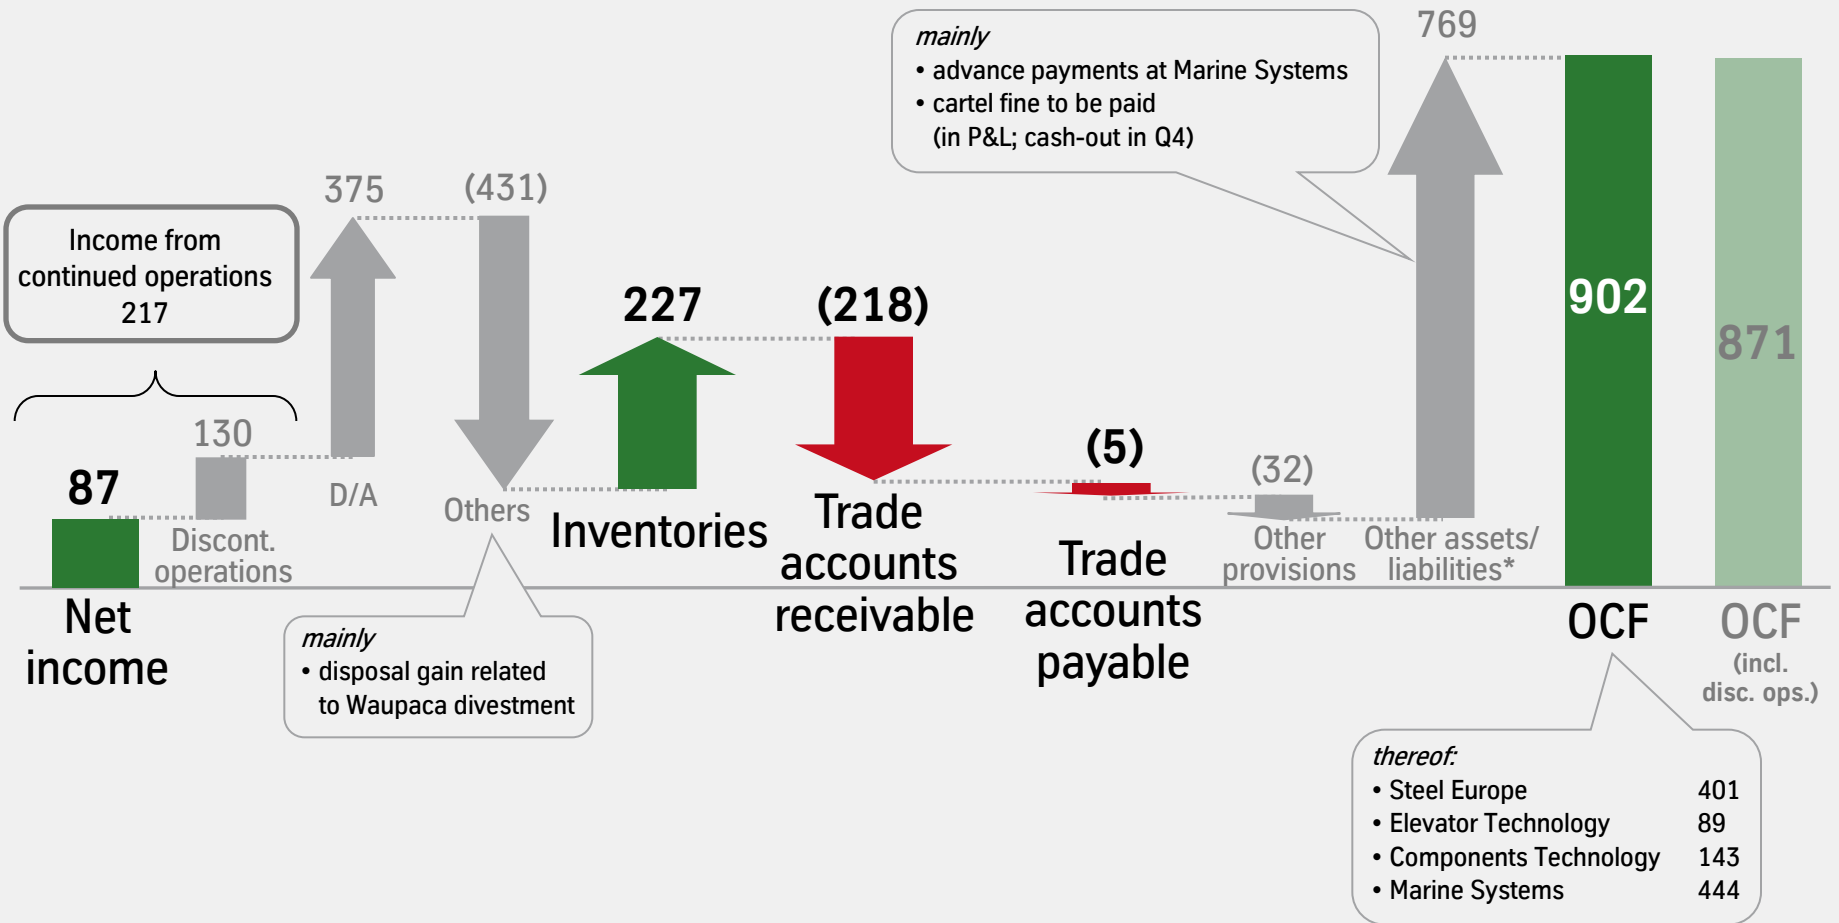 mainly
• advance payments at Marine Systems
• cartel fine to be paid
(in P&L; cash-out in Q4)
769
375
(431)
Income from
continued operations
217
227
(218)
902
871
130
87
(5)
(32)
D/A
Others
Inventories
Trade
accounts
receivable
Discont.
operations
Trade
accounts
payable
Other
provisions
Other assets/
liabilities*
Net
income
OCF
OCF
(incl.
disc. ops.)
mainly
• disposal gain related
to Waupaca divestment
thereof:
• Steel Europe 401
• Elevator Technology 89
• Components Technology 143
• Marine Systems 444